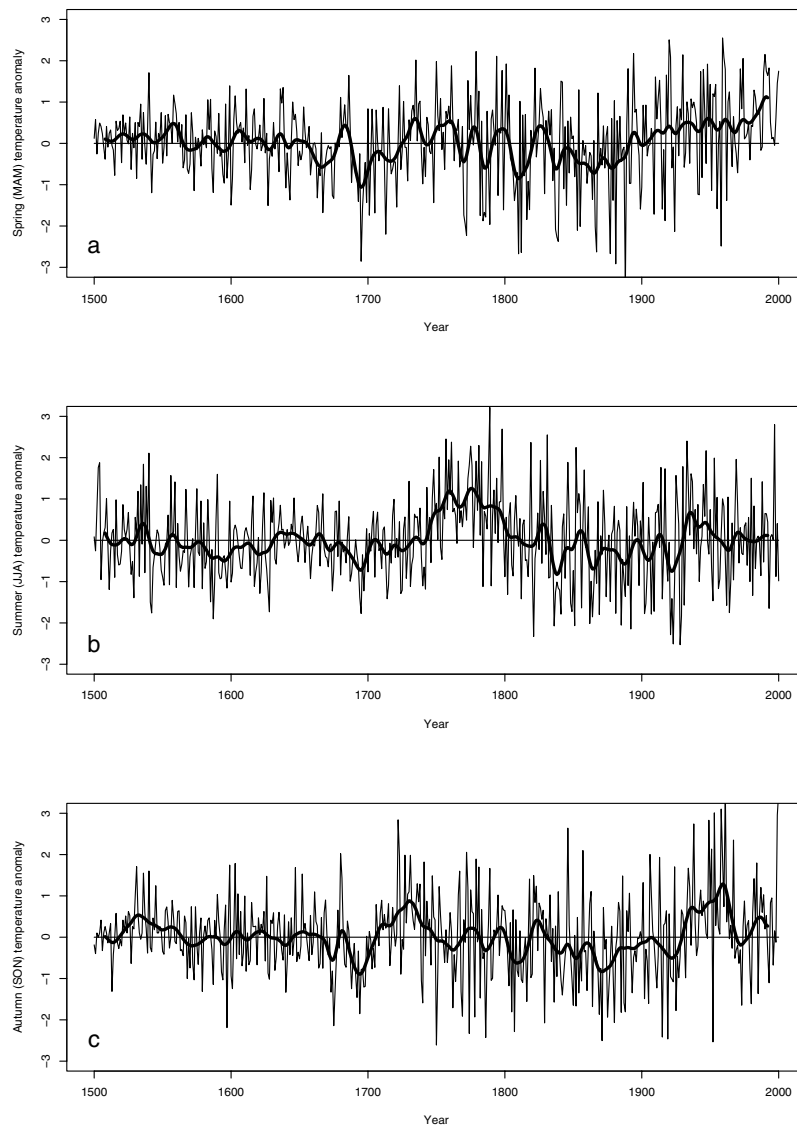 3
2
1
0
−1
−2
−3
Spring (MAM) temperature anomaly
a
1500 1600 1700 1800 1900 2000
Year
3
2
1
0
−1
−2
−3
Summer (JJA) temperature anomaly
b
1500 1600 1700 1800 1900 2000
Year
3
2
1
0
−1
−2
−3
Autumn (SON) temperature anomaly
c
1500 1600 1700 1800 1900 2000
Year